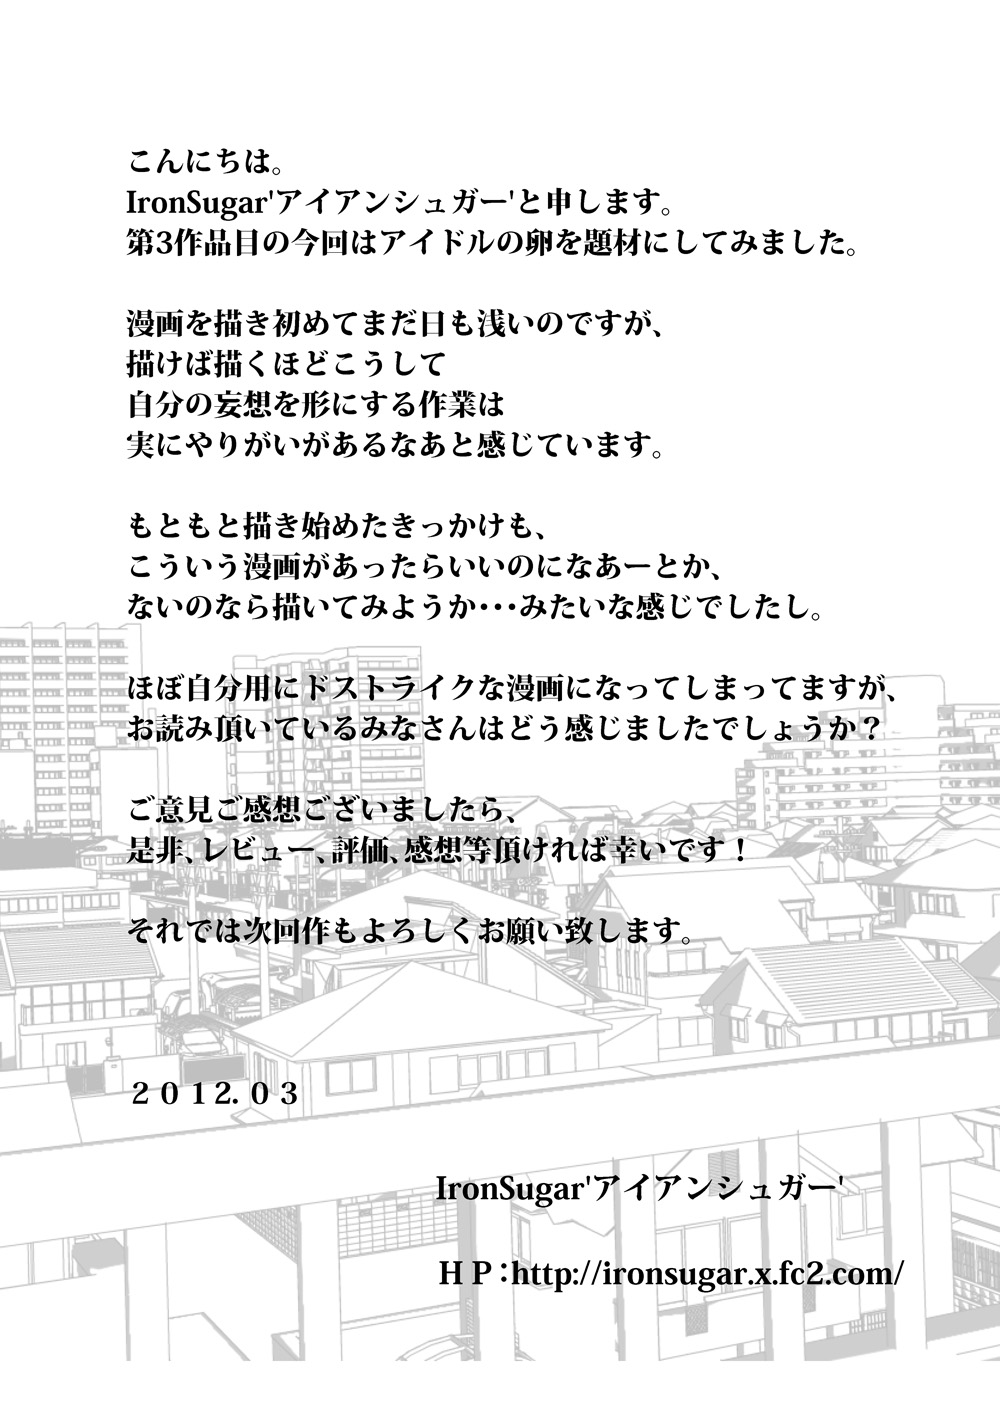 こんにちは。
IronSugar'アイアンシュガー'と申します。
第3作品目の今回はアイドルの卵を題材にしてみました。
漫画を描き初めてまだ日も浅いのですが、
描けば描くほどこうして
自分の妄想を形にする作業は
実にやりがいがあるなあと感じています。
もともと描き始めたきっかけも、
こういう漫画があったらいいのになあーとか、
ないのなら描いてみようか・・・みたいな感じでしたし。
ほぼ自分用にドストライクな漫画になってしまってますが、
お読み頂いているみなさんはどう感じましたでしょうか？
ご意見ご感想ございましたら、
是非、レビュー、評価、感想等頂ければ幸いです！
それでは次回作もよろしくお願い致します。
２０１２．０３
IronSugar'アイアンシュガー'
ＨＰ：http://ironsugar.x.fc2.com/